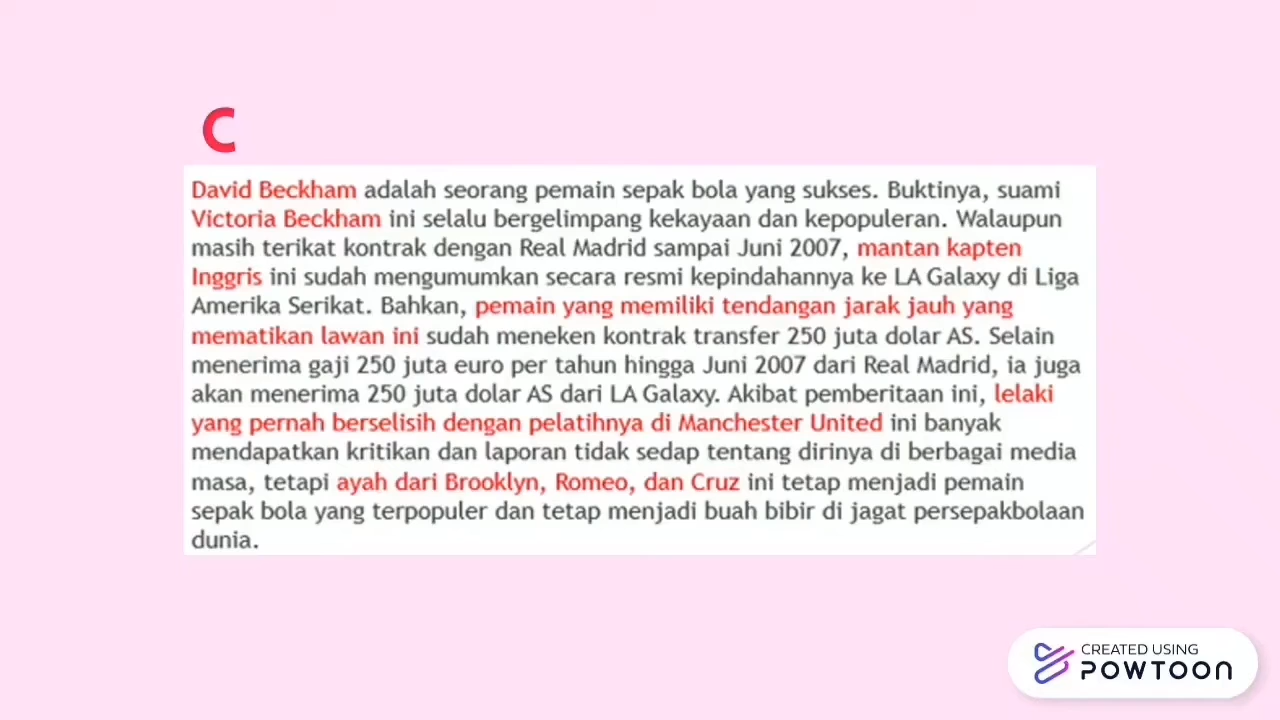 C
David Beckham adalah seorang pemain sepak bola yang sukses. Buktinya, suami
Victoria Beckham ini selalu bergelimpang kekayaan dan kepopuleran. Walaupun
masih terikat kontrak dengan Real Madrid sampai Juni 2007, mantan kapten
Inggris ini sudah mengumumkan secara resmi kepindahannya ke LA Galaxy di Liga
Amerika Serikat. Bahkan, pemain yang memiliki tendangan jarak jauh yang
mematikan lawan ini sudah meneken kontrak transfer 250 juta dolar AS. Selain
menerima gaji 250 juta euro per tahun hingga Juni 2007 dari Real Madrid, ia juga
akan menerima 250 juta dolar AS dari LA Galaxy. Akibat pemberitaan ini, lelaki
yang pernah berselisih dengan pelatihnya di Manchester United ini banyak
mendapatkan kritikan dan laporan tidak sedap tentang dirinya di berbagai media
masa, tetapi ayah dari Brooklyn, Romeo, dan Cruz ini tetap menjadi pemain
sepak bola yang terpopuler dan tetap menjadi buah bibir di jagat persepakbolaan
dunia.
CREATED USING
POWTOON